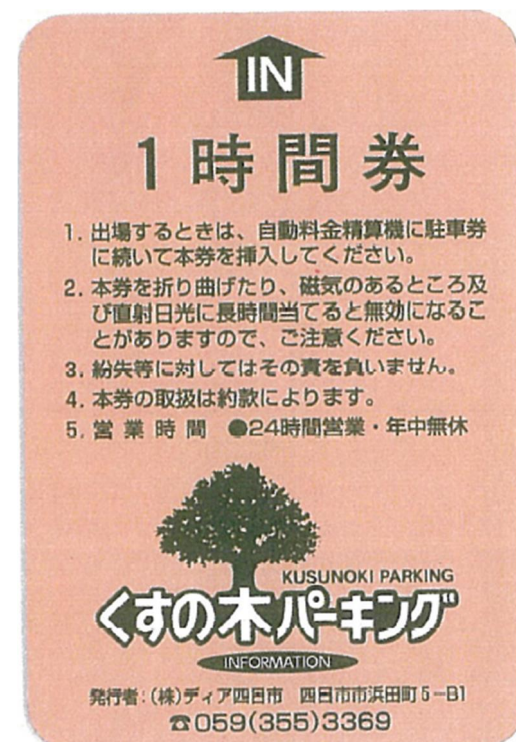 IN
1時間券
1. 出場するときは、自動料金精算機に駐車券
に続いて本券を挿入してください。
2. 本券を折り曲げたり、磁気のあるところ及
び直射日光に長時間当てると無効になるこ
とがありますので、ご注意ください。
3. 紛失等に対してはその責を負いません。
4. 本券の取扱は約款によります。
5. 営業時間 ●24時間営業・年中無休
KUSUNOKI PARKING
くすの木パーキング
INFORMATION
発行者:(株)ディア四日市 四日市市浜田町5-B1
☎059(355)3369